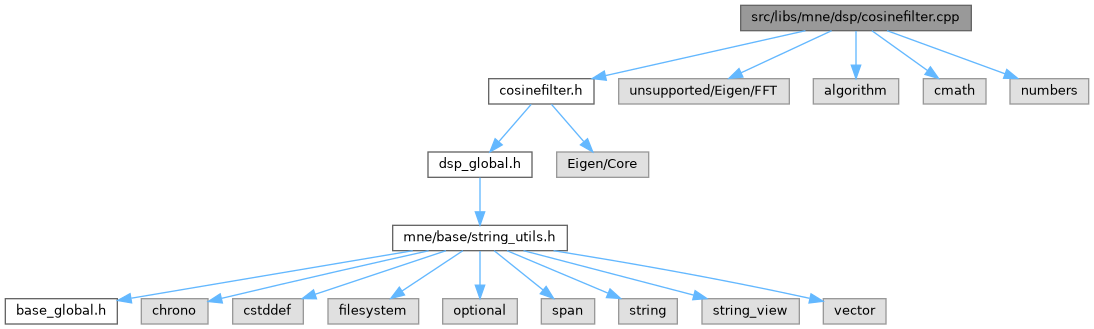 src/libs/mne/dsp/cosinefilter.cpp
cosinefilter.h
unsupported/Eigen/FFT
algorithm
cmath
numbers
dsp_global.h
Eigen/Core
mne/base/string_utils.h
base_global.h
chrono
cstddef
filesystem
optional
span
string
string_view
vector